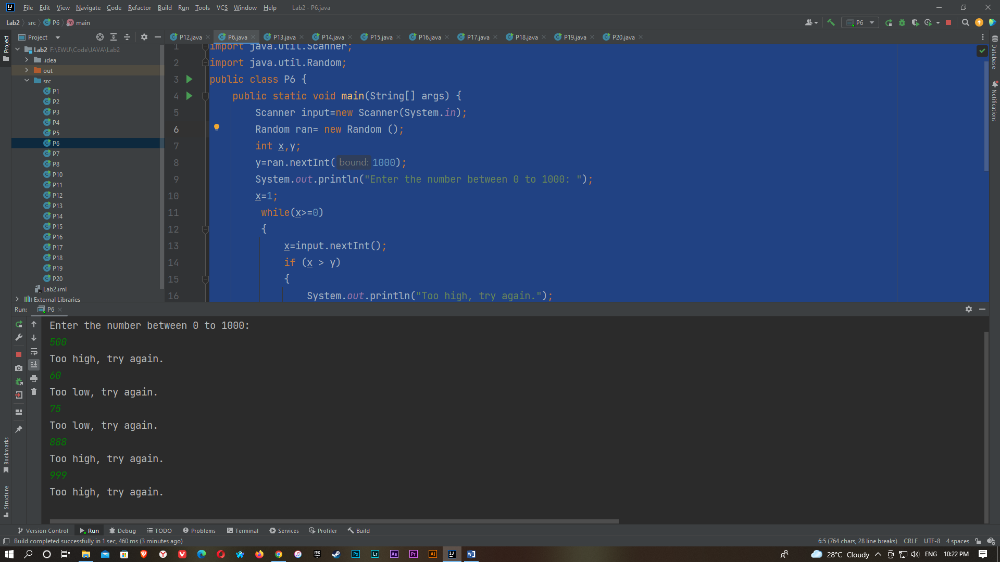 File Edit View Navigate Code Refactor Build Run Tools VCS Window Help Lab2 - P6.java
Lab2 src P6 main P6
Project
P12.java P6.java P13.java P14.java P15.java P16.java P17.java P18.java P19.java P20.java
Project
Lab2 F:\EWU\Code\JAVA\Lab2
.idea
out
src
P1
P2
P3
P4
P5
P6
P7
P8
P10
P11
P12
P13
P14
P15
P16
P17
P18
P19
P20
Lab2.iml
External Libraries
1 import java.util.Scanner;
2 import java.util.Random;
3 public class P6 {
4 public static void main(String[] args) {
5 Scanner input=new Scanner(System.in);
6 Random ran= new Random ();
7 int x,y;
8 y=ran.nextInt( bound: 1000);
9 System.out.println("Enter the number between 0 to 1000: ");
10 x=1;
11 while(x>=0)
12 {
13 x=input.nextInt();
14 if (x > y)
15 {
16 System.out.println("Too high, try again.");
Database
Notifications
Run: P6
Enter the number between 0 to 1000:
500
Too high, try again.
60
Too low, try again.
75
Too low, try again.
888
Too high, try again.
999
Too high, try again.
Bookmarks
Structure
Version Control Run Debug TODO Problems Terminal Services Profiler Build
Build completed successfully in 1 sec, 460 ms (3 minutes ago) 6:5 (764 chars, 28 line breaks) CRLF UTF-8 4 spaces
28°C Cloudy ENG 10:22 PM